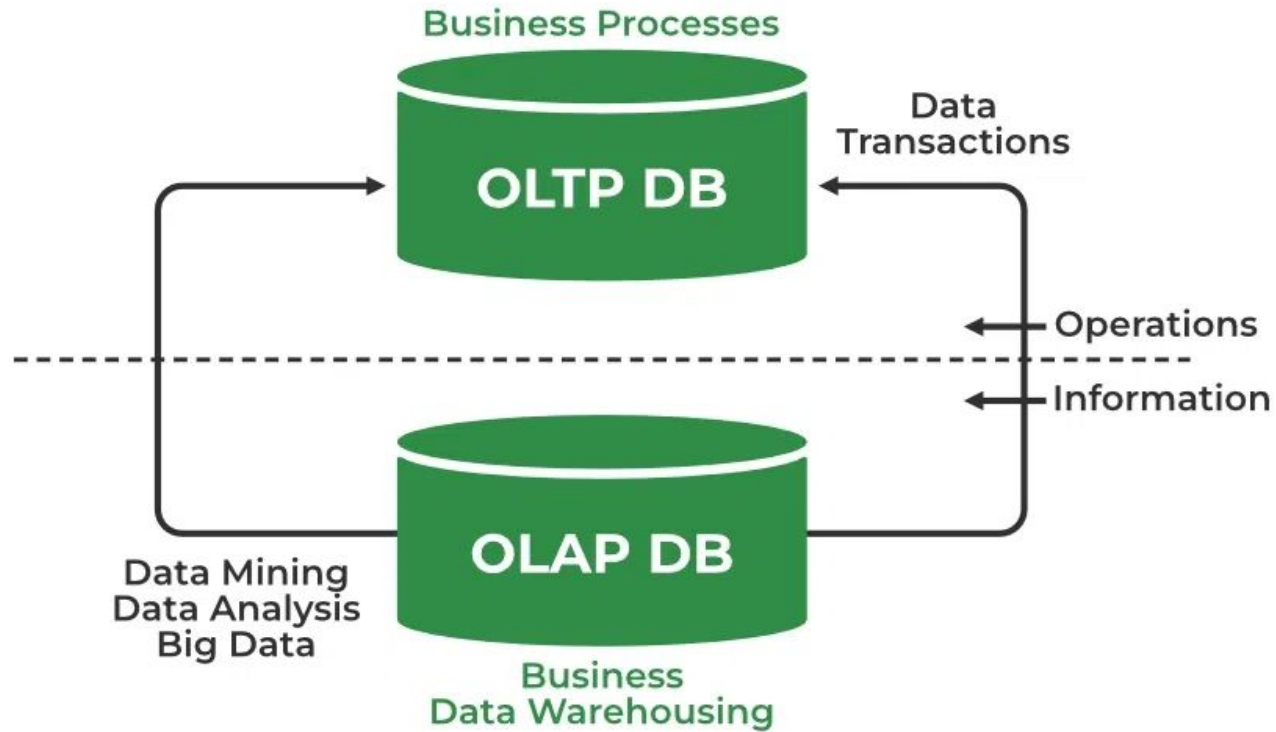 Business Processes
OLTP DB
Data
Transactions
Operations
Information
OLAP DB
Data Mining
Data Analysis
Big Data
Business
Data Warehousing